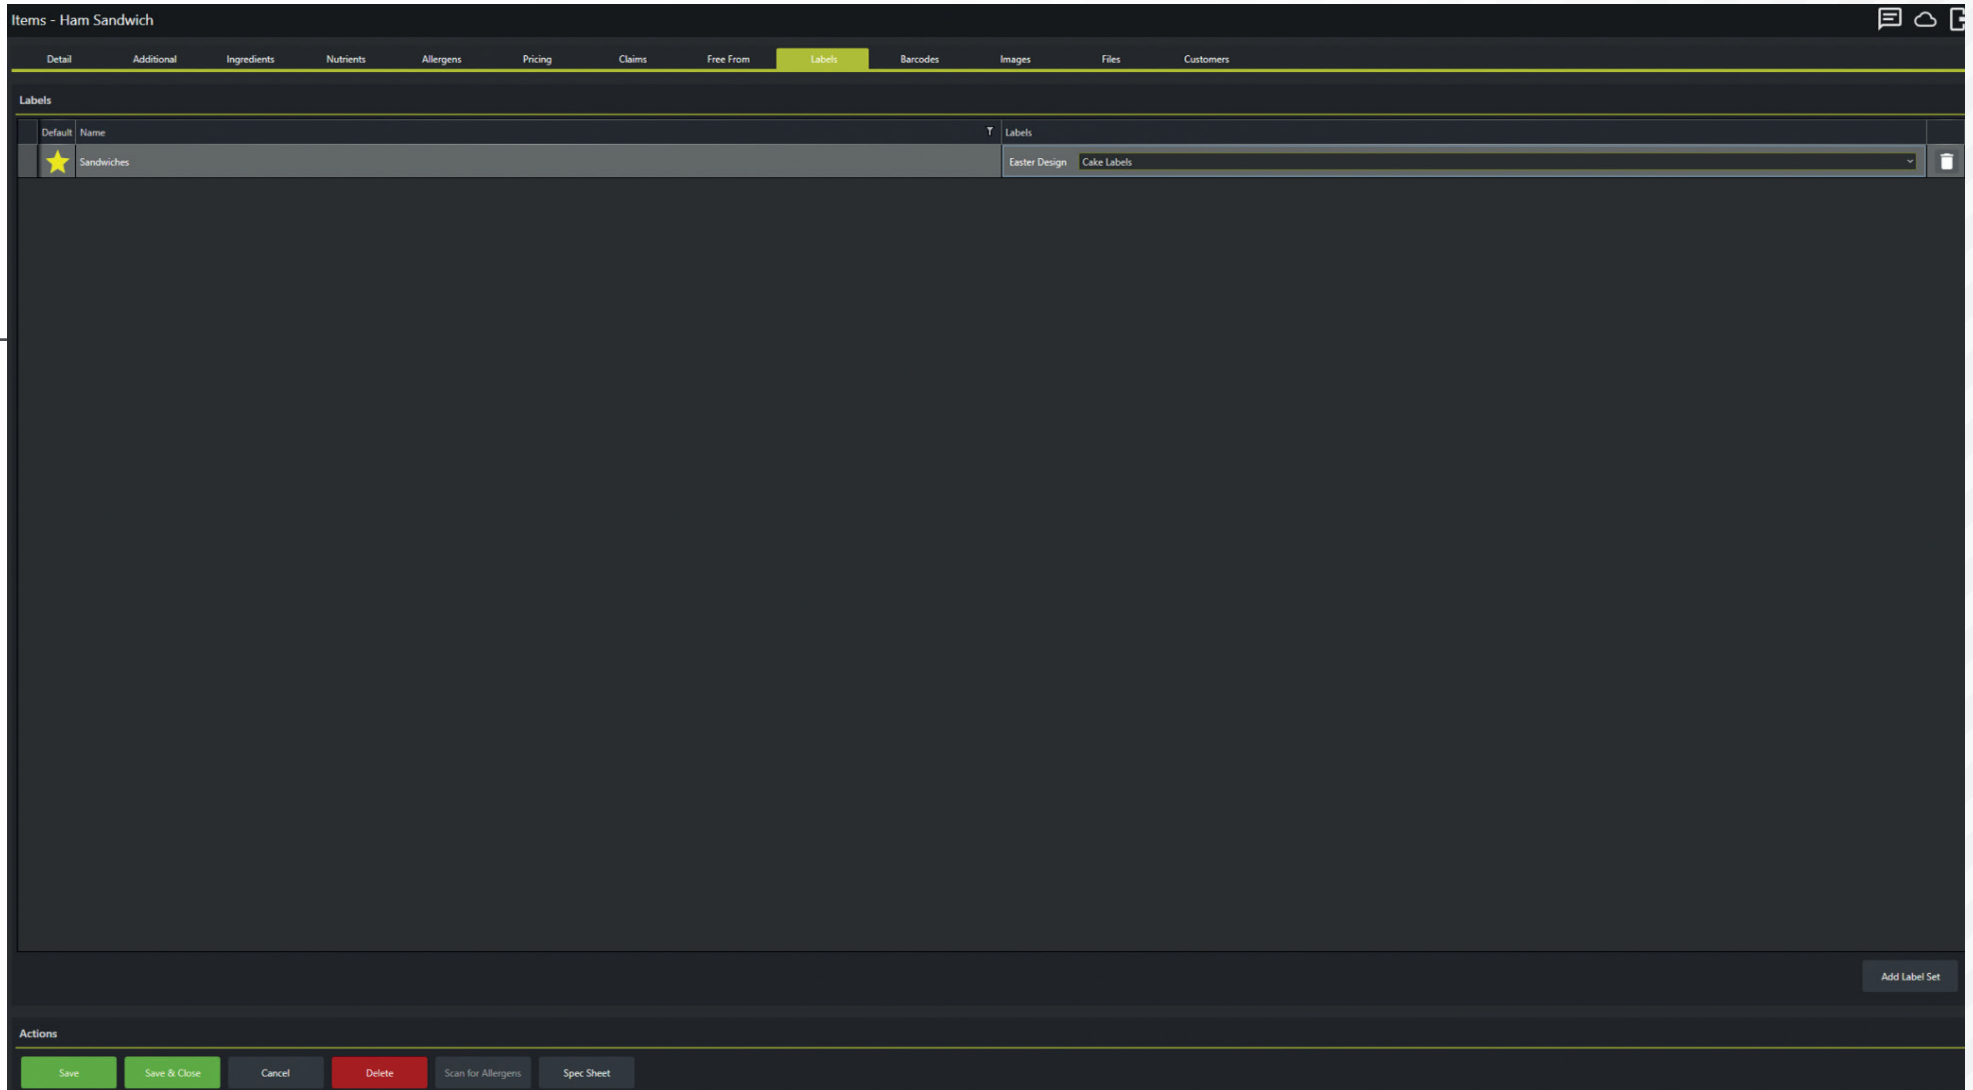 Items - Ham Sandwich
Detail Additional Ingredients Nutrients Allergens Pricing Claims Free From Labels Barcodes Images Files Customers
Labels
Default Name Labels
Sandwiches Easter Design Cake Labels
Add Label Set
Actions
Save Save & Close Cancel Delete Scan for Allergens Spec Sheet